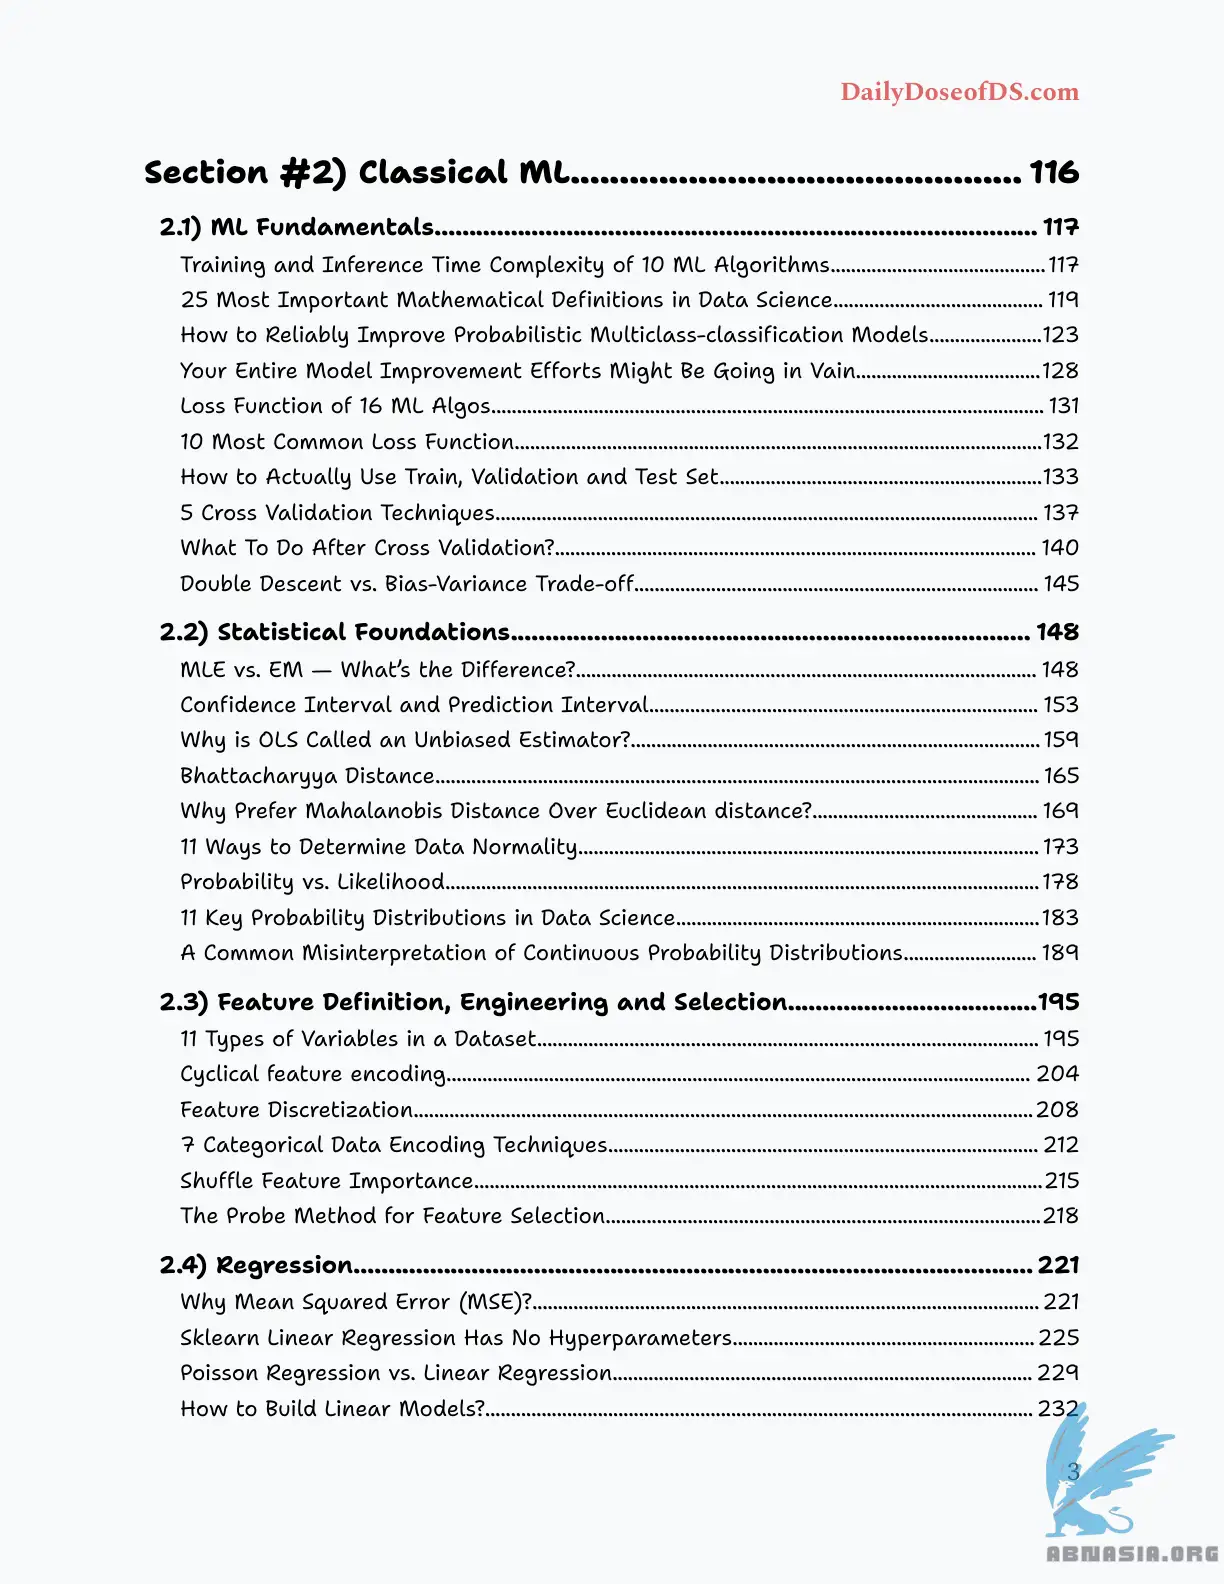 DailyDoseofDS.com
Section #2) Classical ML.............................................. 116
2.1) ML Fundamentals....................................................................................... 117
Training and Inference Time Complexity of 10 ML Algorithms..........................................117
25 Most Important Mathematical Definitions in Data Science......................................... 119
How to Reliably Improve Probabilistic Multiclass-classification Models......................123
Your Entire Model Improvement Efforts Might Be Going in Vain....................................128
Loss Function of 16 ML Algos............................................................................................................ 131
10 Most Common Loss Function.......................................................................................................132
How to Actually Use Train, Validation and Test Set...............................................................133
5 Cross Validation Techniques.......................................................................................................... 137
What To Do After Cross Validation?.............................................................................................. 140
Double Descent vs. Bias-Variance Trade-off............................................................................... 145
2.2) Statistical Foundations........................................................................... 148
MLE vs. EM — What’s the Difference?.......................................................................................... 148
Confidence Interval and Prediction Interval............................................................................ 153
Why is OLS Called an Unbiased Estimator?................................................................................159
Bhattacharyya Distance...................................................................................................................... 165
Why Prefer Mahalanobis Distance Over Euclidean distance?............................................ 169
11 Ways to Determine Data Normality.......................................................................................... 173
Probability vs. Likelihood....................................................................................................................178
11 Key Probability Distributions in Data Science.......................................................................183
A Common Misinterpretation of Continuous Probability Distributions.......................... 189
2.3) Feature Definition, Engineering and Selection....................................195
11 Types of Variables in a Dataset.................................................................................................. 195
Cyclical feature encoding.................................................................................................................. 204
Feature Discretization.........................................................................................................................208
7 Categorical Data Encoding Techniques.................................................................................... 212
Shuffle Feature Importance...............................................................................................................215
The Probe Method for Feature Selection.....................................................................................218
2.4) Regression.................................................................................................. 221
Why Mean Squared Error (MSE)?................................................................................................... 221
Sklearn Linear Regression Has No Hyperparameters........................................................... 225
Poisson Regression vs. Linear Regression.................................................................................. 229
How to Build Linear Models?........................................................................................................... 232
3
ABNASIA.ORG